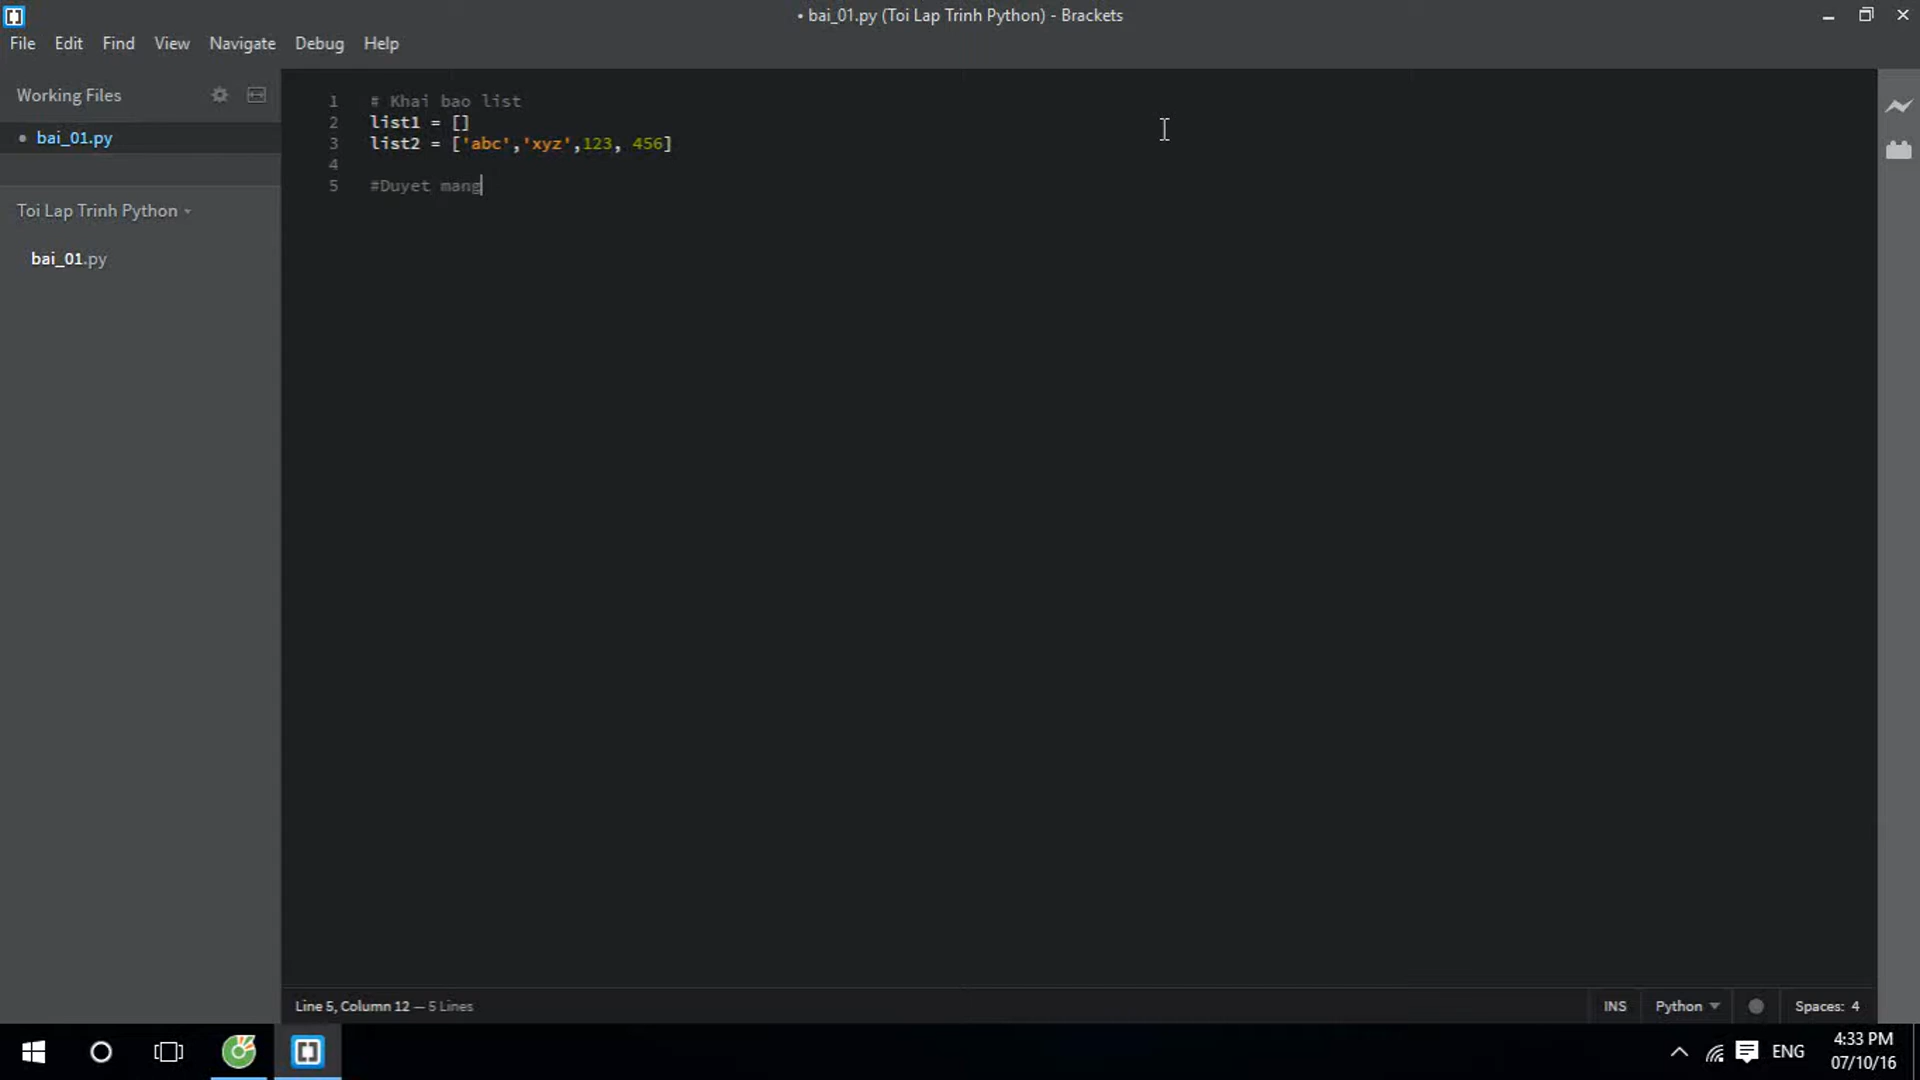 • bai_01.py (Toi Lap Trinh Python) - Brackets
File Edit Find View Navigate Debug Help
Working Files
• bai_01.py
Toi Lap Trinh Python
bai_01.py
1 # Khai bao list
2 list1 = []
3 list2 = ['abc','xyz',123, 456]
4
5 #Duyet mang
Line 5, Column 12 — 5 Lines
INS Python Spaces: 4
ENG
4:33 PM
07/10/16